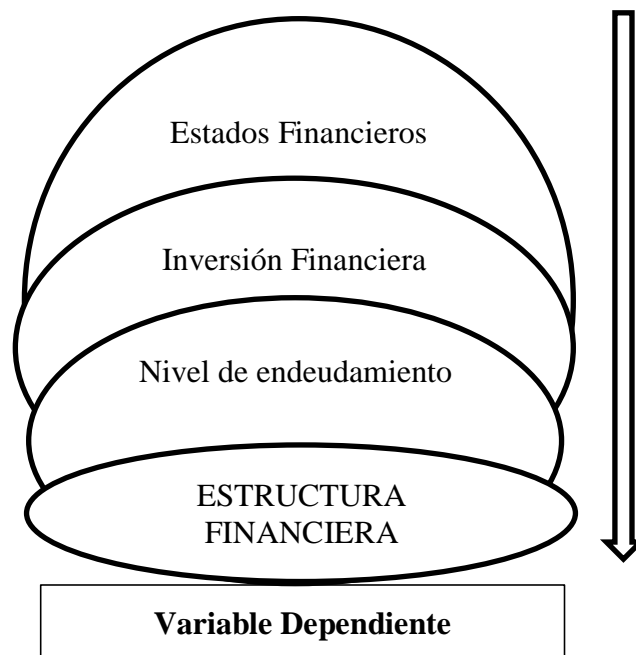 Estados Financieros
Inversión Financiera
Nivel de endeudamiento
ESTRUCTURA
FINANCIERA
Variable Dependiente